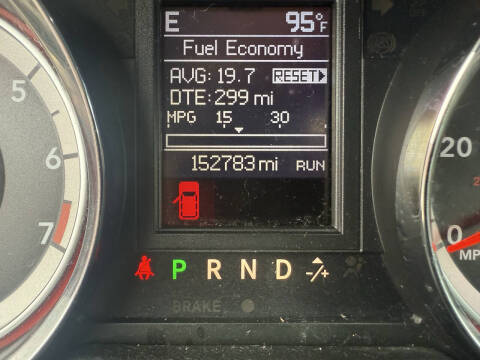 E 95°F
Fuel Economy
AVG: 19.7 RESET
DTE: 299 mi
MPG 15 30
152783 mi RUN
5
6
7
20
0
MP
P R N D -/+
BRAKE